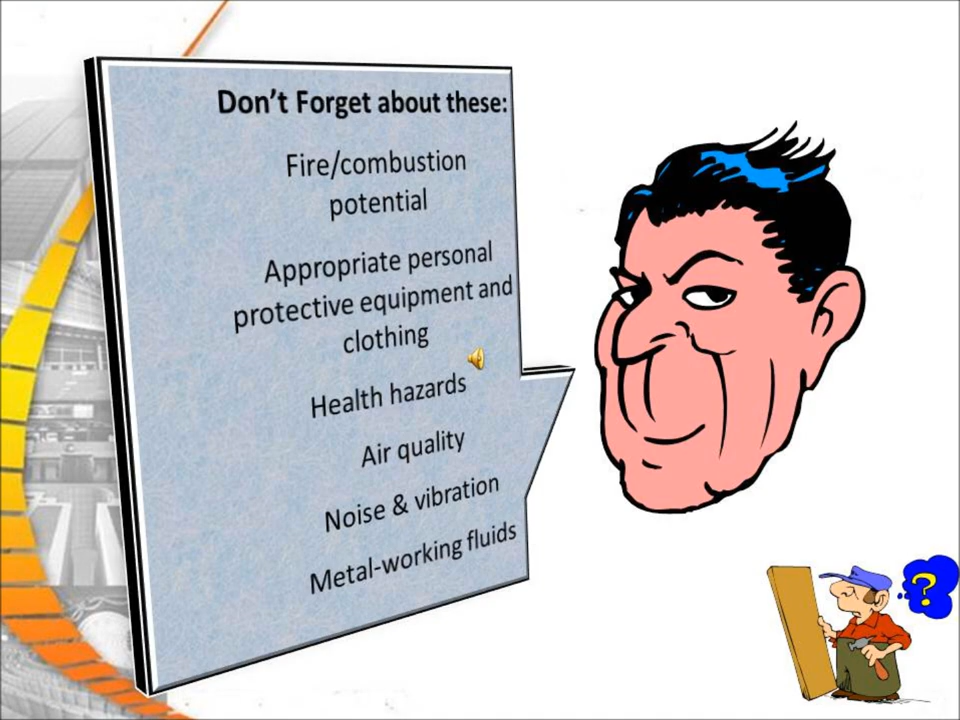 Don't Forget about these:
Fire/combustion
potential
Appropriate personal
protective equipment and
clothing
Health hazards
Air quality
Noise & vibration
Metal-working fluids
?